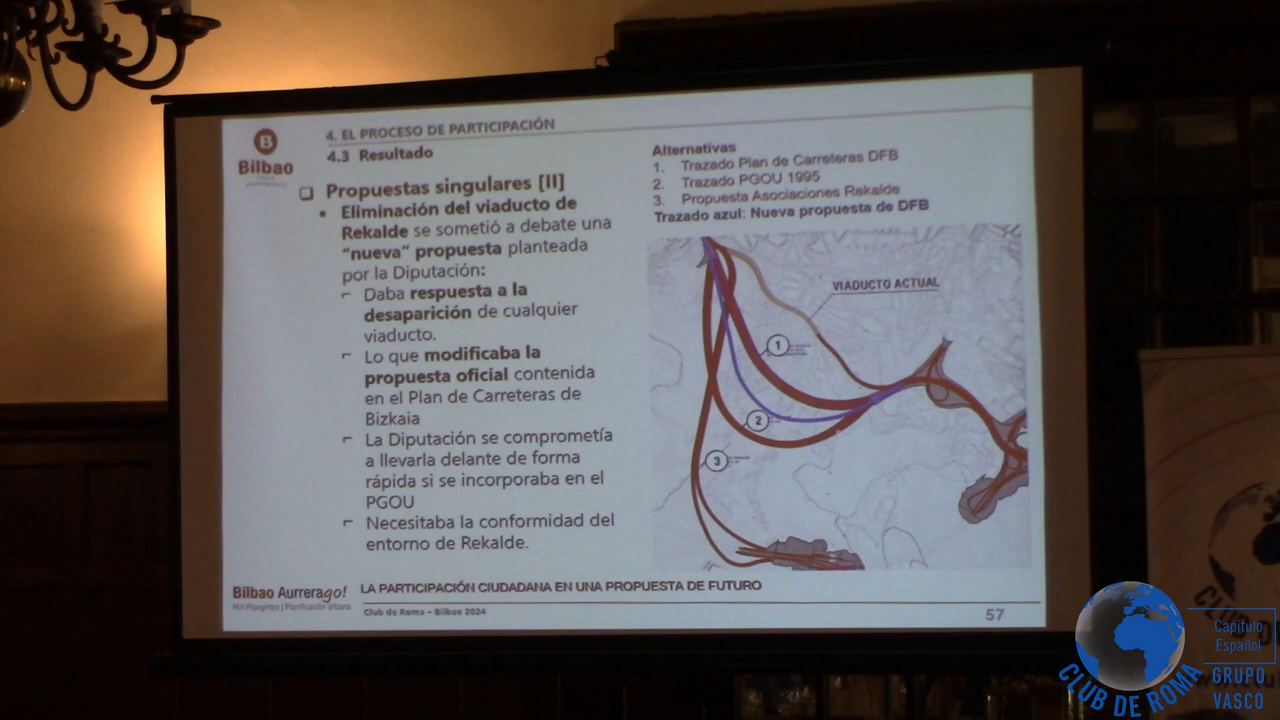 B
Bilbao
4. EL PROCESO DE PARTICIPACIÓN
4.3 Resultado
❑ Propuestas singulares [II]
▪ Eliminación del viaducto de
Rekalde se sometió a debate una
“nueva” propuesta planteada
por la Diputación:
Daba respuesta a la
desaparición de cualquier
viaducto.
Lo que modificaba la
propuesta oficial contenida
en el Plan de Carreteras de
Bizkaia
La Diputación se comprometía
a llevarla delante de forma
rápida si se incorporaba en el
PGOU
Necesitaba la conformidad del
entorno de Rekalde.
Alternativas
1. Trazado Plan de Carreteras DFB
2. Trazado PGOU 1995
3. Propuesta Asociaciones Rekalde
Trazado azul: Nueva propuesta de DFB
VIADUCTO ACTUAL
1
2
3
Bilbao Aurrerago!
Hiri Plangintza | Planificación Urbana
LA PARTICIPACIÓN CIUDADANA EN UNA PROPUESTA DE FUTURO
Club de Roma – Bilbao 2024
57
CLUB DE ROMA
Capítulo
Español
GRUPO
VASCO